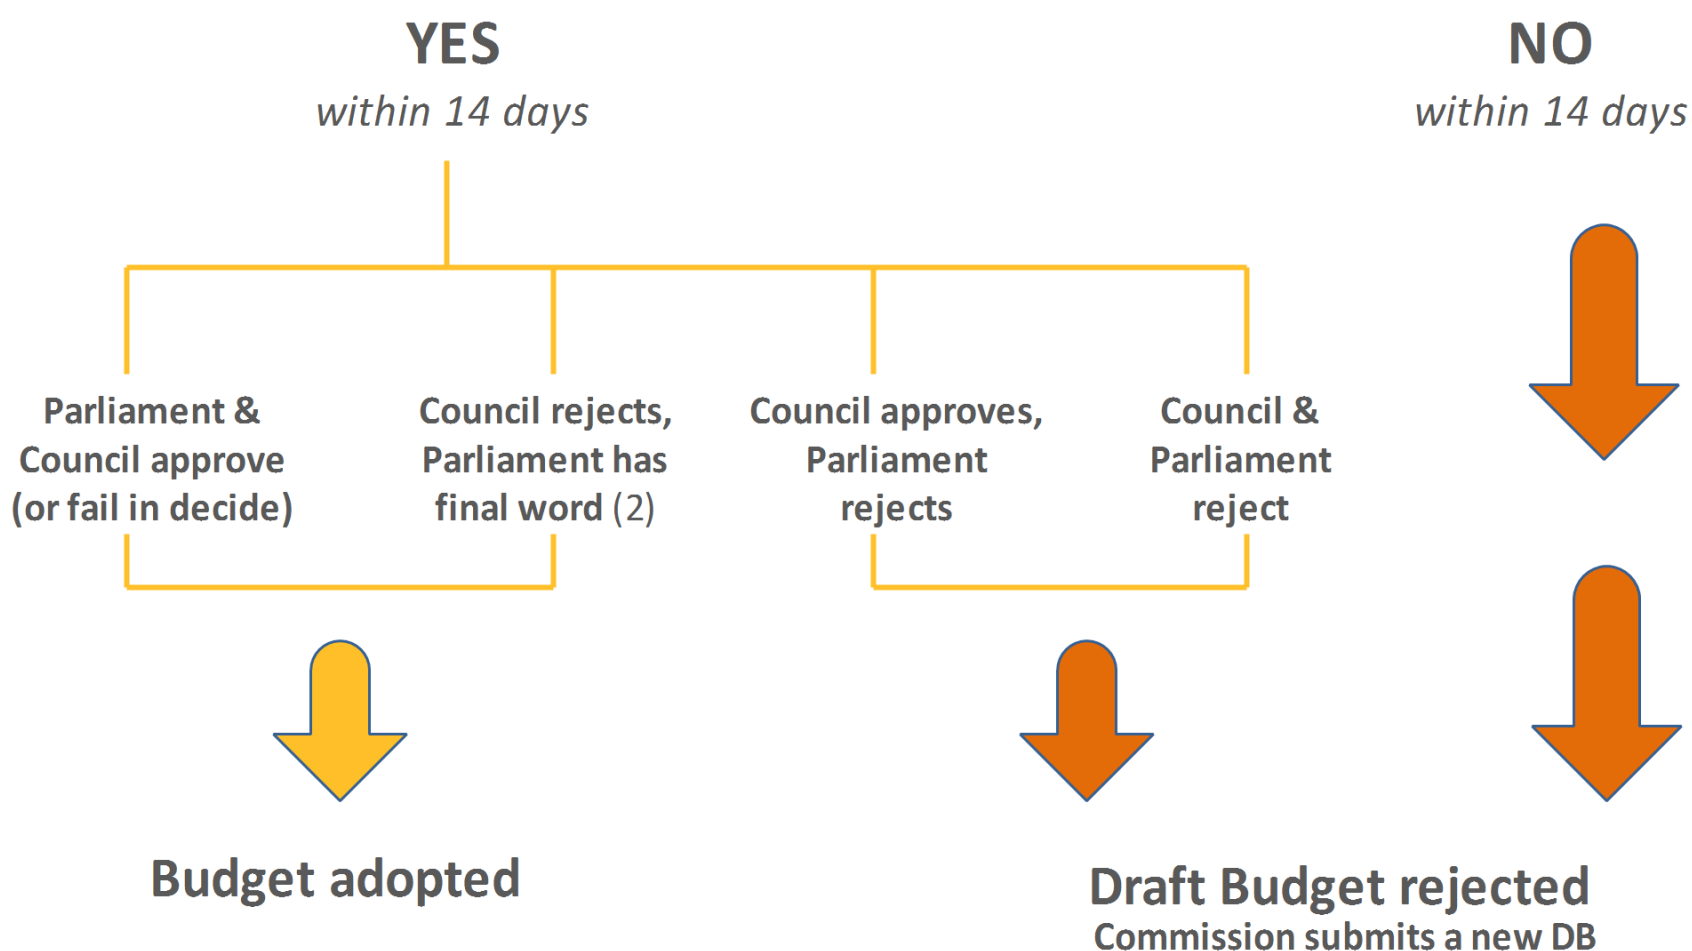 YES
within 14 days
NO
within 14 days
Parliament &
Council approve
(or fail in decide)
Council rejects,
Parliament has
final word (2)
Council approves,
Parliament
rejects
Council &
Parliament
reject
Budget adopted
Draft Budget rejected
Commission submits a new DB